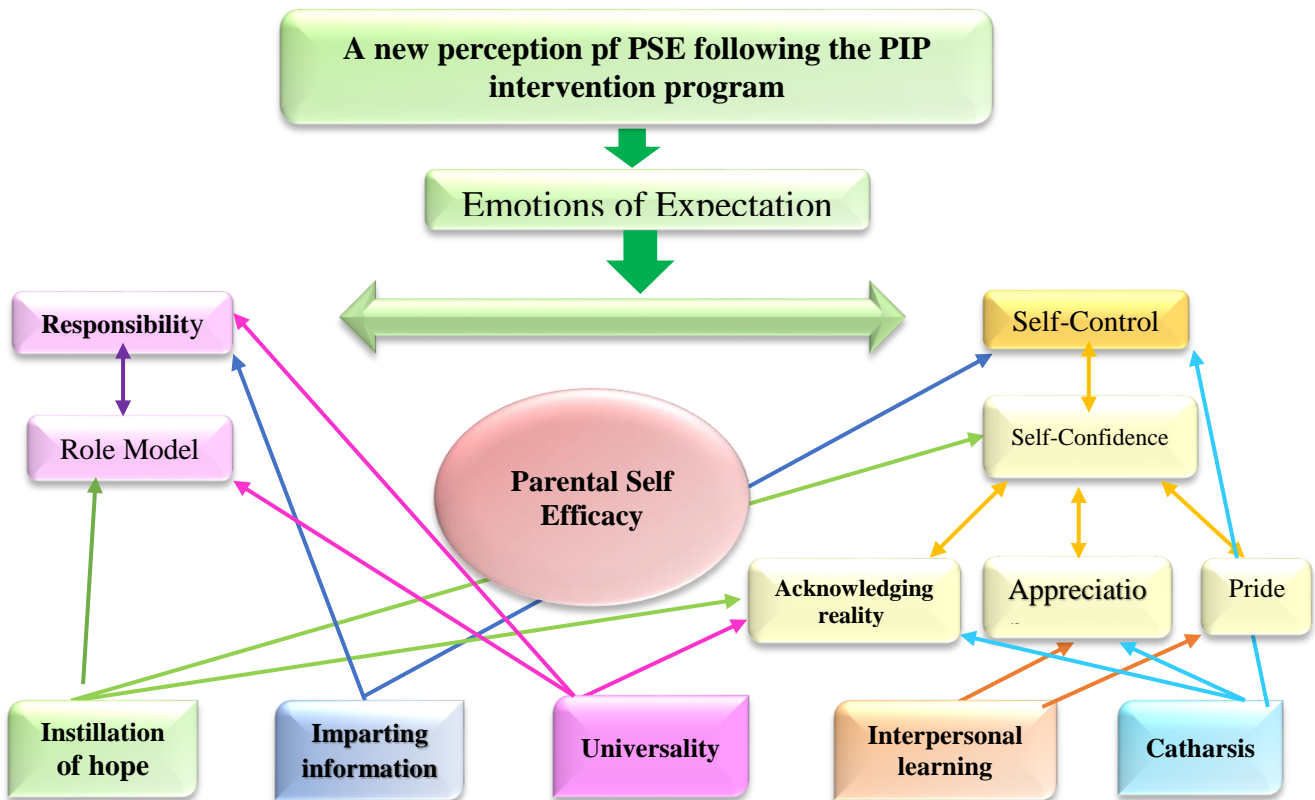 A new perception pf PSE following the PIP
intervention program
Emotions of Expectation
Responsibility
Self-Control
Role Model
Self-Confidence
Parental Self
Efficacy
Acknowledging
reality
Appreciatio
Pride
Instillation
of hope
Imparting
information
Universality
Interpersonal
learning
Catharsis